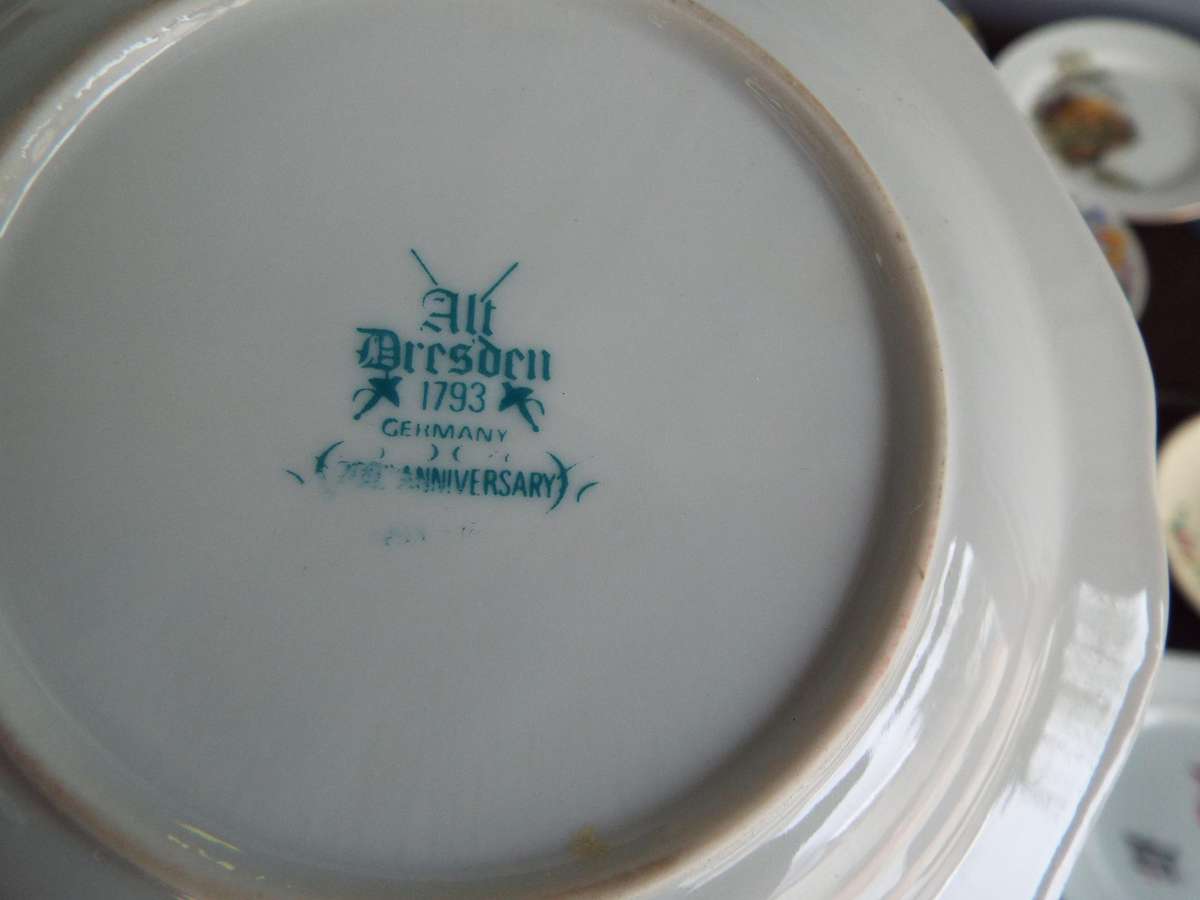 Alt
Dresden
1793
GERMANY
ANNIVERSARY